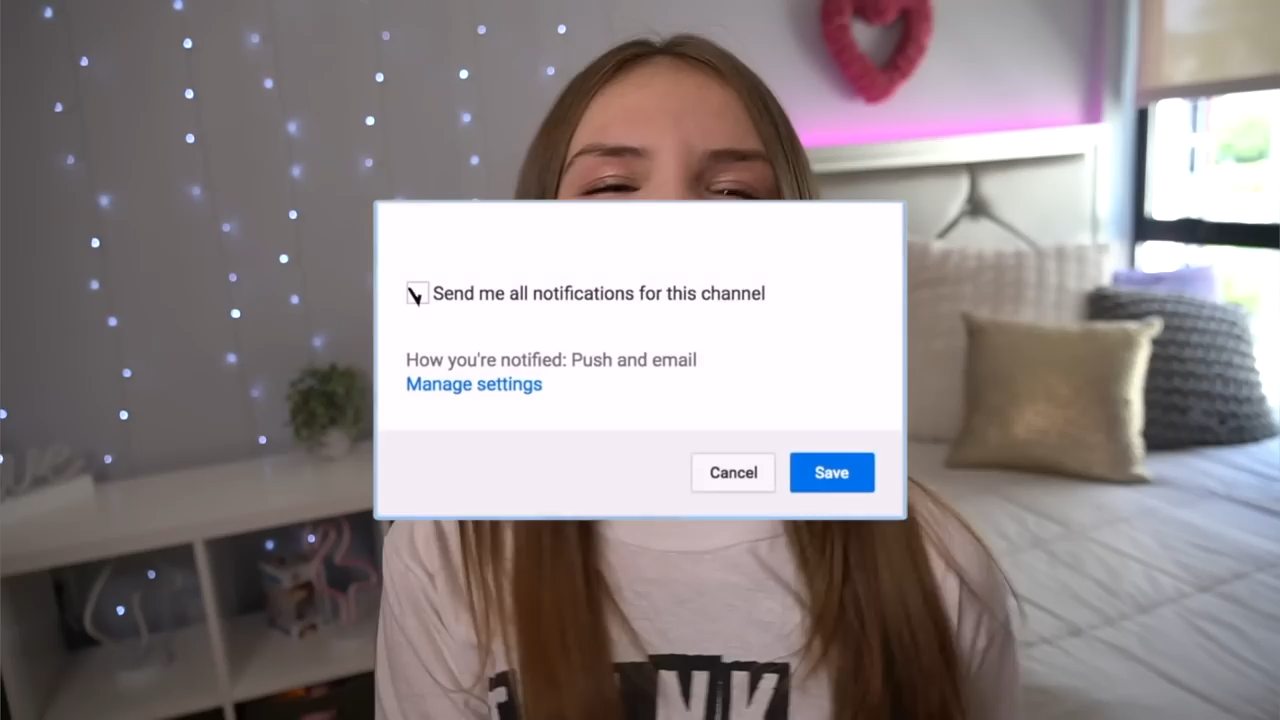 Send me all notifications for this channel
How you're notified: Push and email
Manage settings
Cancel
Save